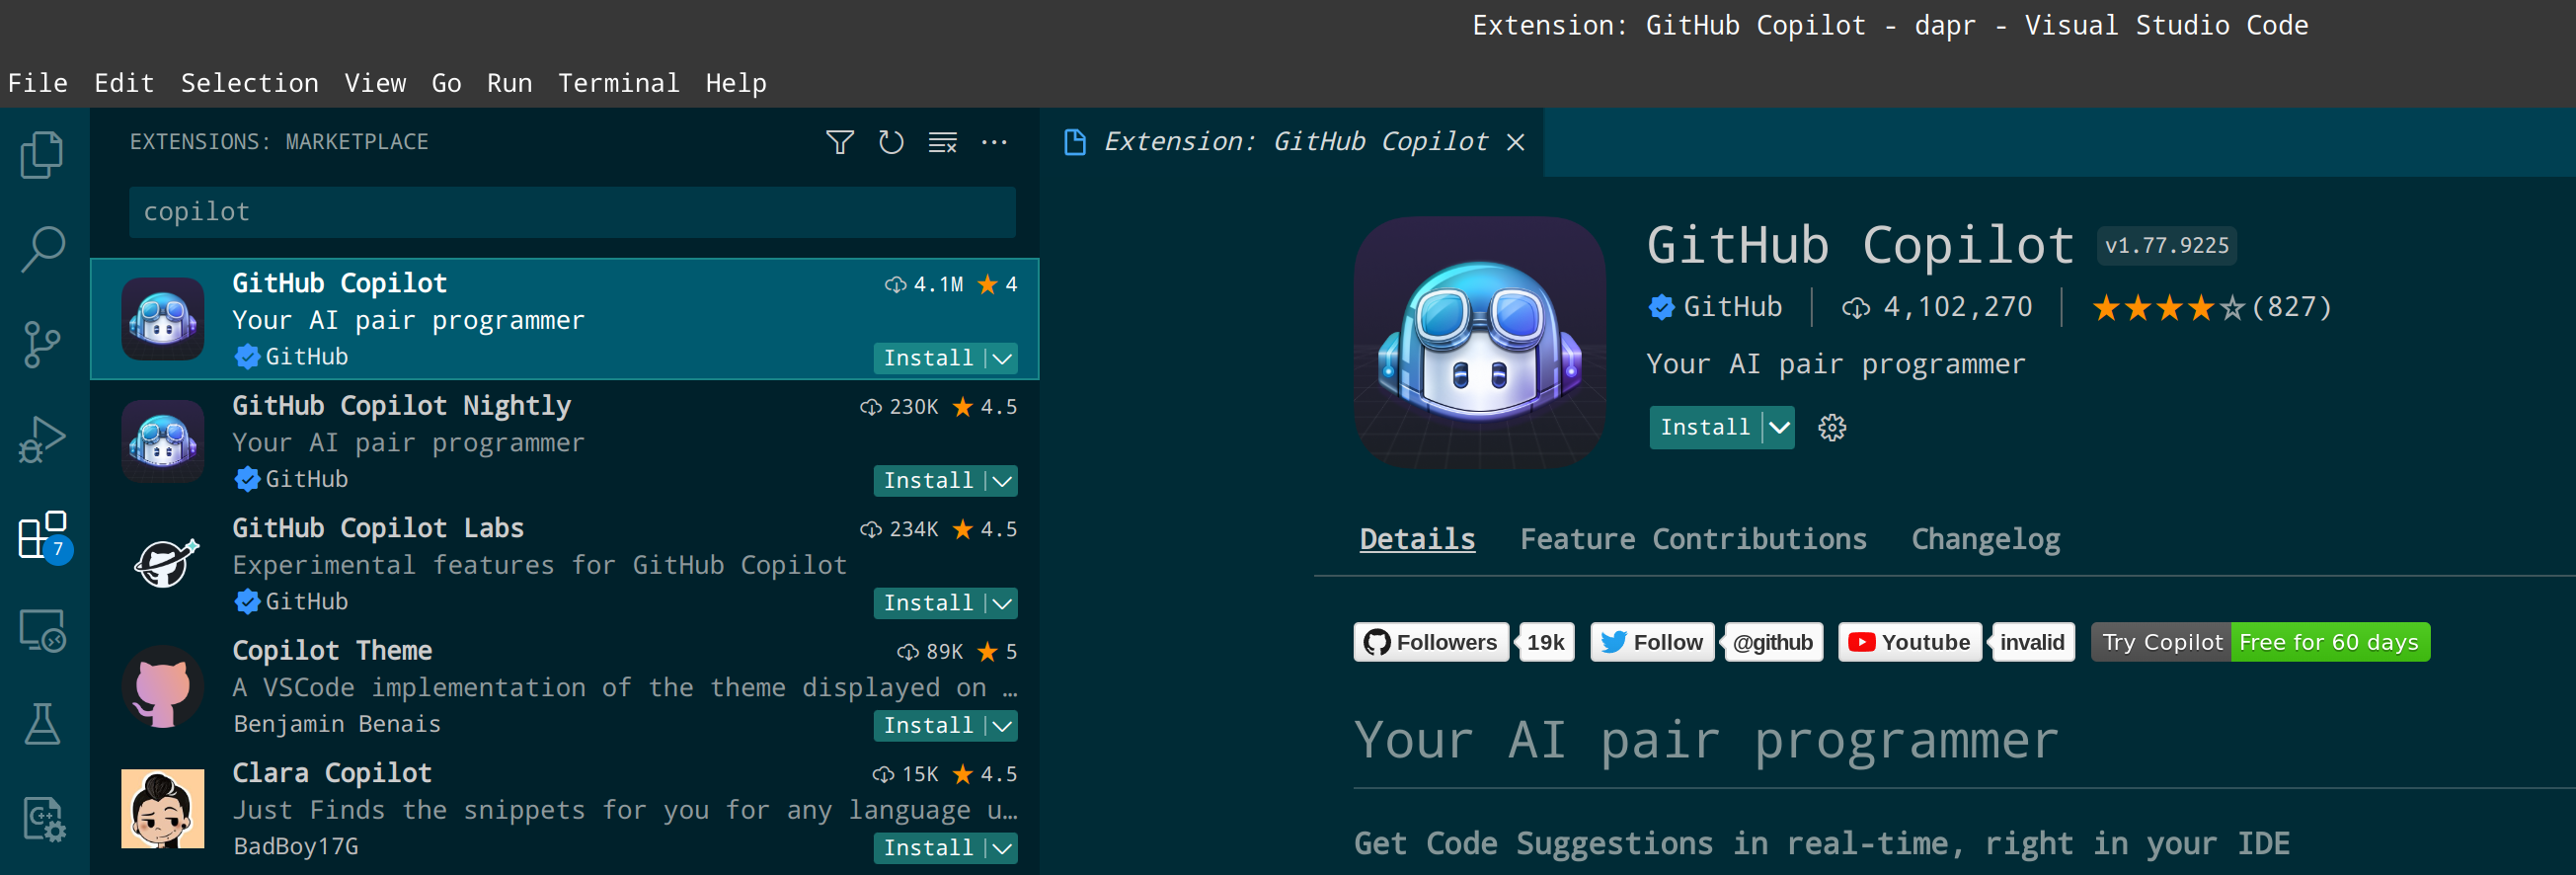 Extension: GitHub Copilot - dapr - Visual Studio Code
File Edit Selection View Go Run Terminal Help
EXTENSIONS: MARKETPLACE
copilot
GitHub Copilot 4.1M ★ 4
Your AI pair programmer
GitHub Install
GitHub Copilot Nightly 230K ★ 4.5
Your AI pair programmer
GitHub Install
GitHub Copilot Labs 234K ★ 4.5
Experimental features for GitHub Copilot
GitHub Install
Copilot Theme 89K ★ 5
A VSCode implementation of the theme displayed on …
Benjamin Benais Install
Clara Copilot 15K ★ 4.5
Just Finds the snippets for you for any language u…
BadBoy17G Install
7
C++
Extension: GitHub Copilot
GitHub Copilot v1.77.9225
GitHub | 4,102,270 | ★★★★☆(827)
Your AI pair programmer
Install
Details Feature Contributions Changelog
Followers 19k Follow @github Youtube invalid Try Copilot Free for 60 days
Your AI pair programmer
Get Code Suggestions in real-time, right in your IDE